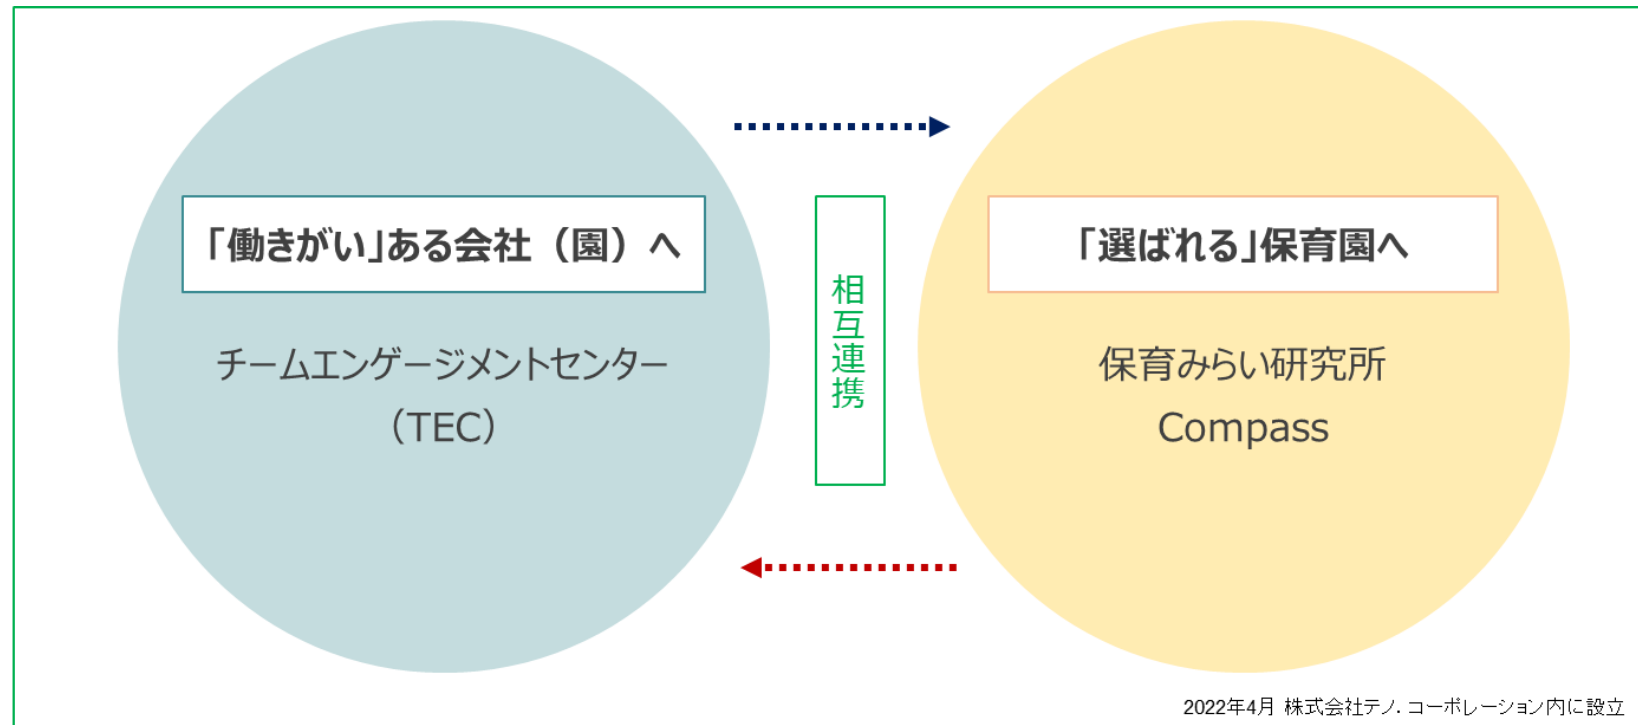 「働きがい」ある会社（園）へ
チームエンゲージメントセンター
（TEC）
相互連携
「選ばれる」保育園へ
保育みらい研究所
Compass
2022年4月 株式会社テノ.コーポレーション内に設立